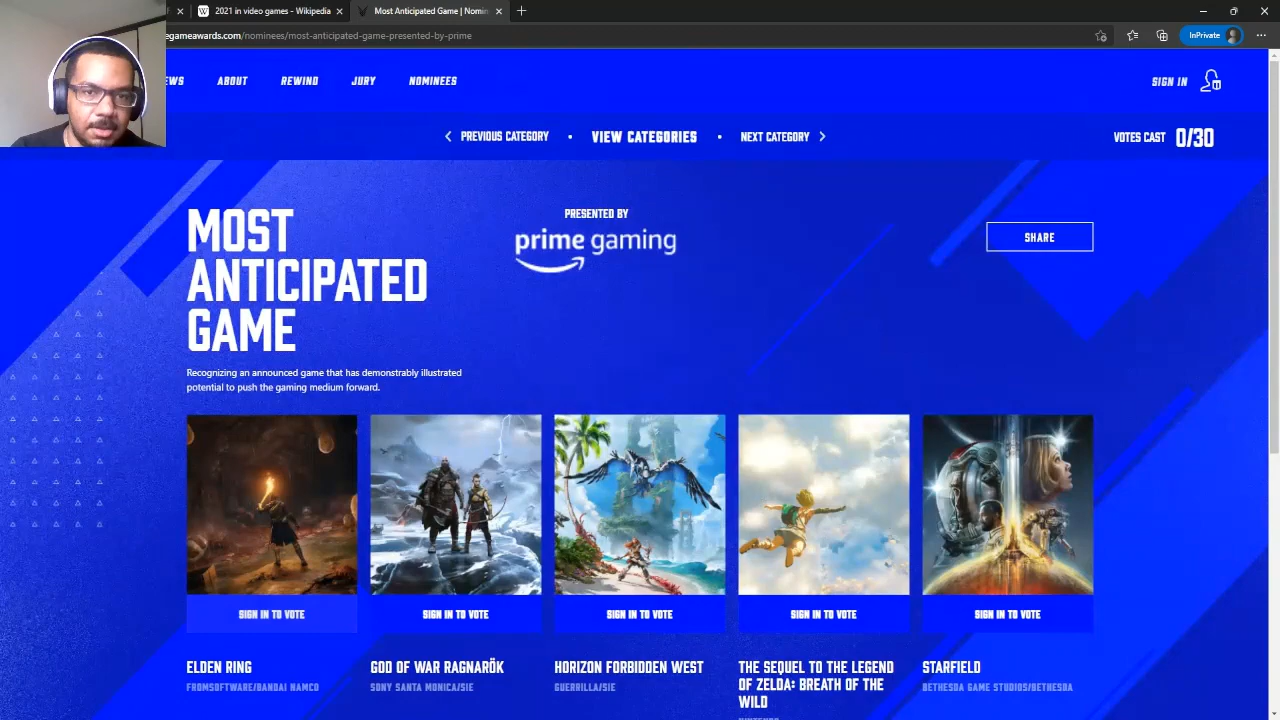 2021 in video games - Wikipedia
Most Anticipated Game | Nomin
egameawards.com/nominees/most-anticipated-game-presented-by-prime
InPrivate
EWS ABOUT REWIND JURY NOMINEES
SIGN IN
PREVIOUS CATEGORY • VIEW CATEGORIES • NEXT CATEGORY
VOTES CAST 0/30
MOST
ANTICIPATED
GAME
PRESENTED BY
prime gaming
SHARE
Recognizing an announced game that has demonstrably illustrated
potential to push the gaming medium forward.
SIGN IN TO VOTE
SIGN IN TO VOTE
SIGN IN TO VOTE
SIGN IN TO VOTE
SIGN IN TO VOTE
ELDEN RING
FROMSOFTWARE/BANDAI NAMCO
GOD OF WAR RAGNARÖK
SONY SANTA MONICA/SIE
HORIZON FORBIDDEN WEST
GUERRILLA/SIE
THE SEQUEL TO THE LEGEND
OF ZELDA: BREATH OF THE
WILD
STARFIELD
BETHESDA GAME STUDIOS/BETHESDA